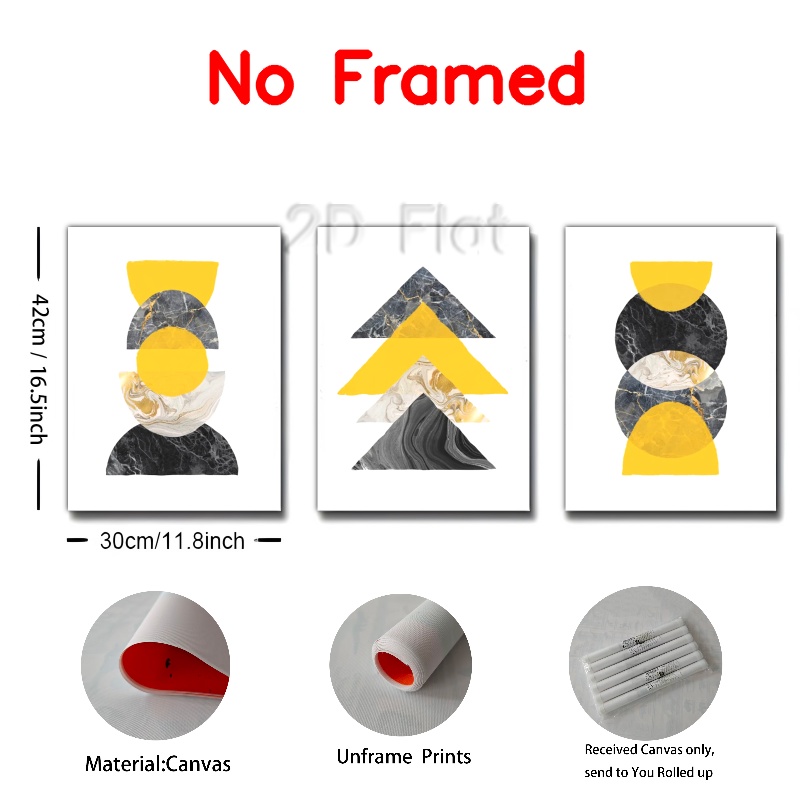 No Framed
2D Flat
42cm / 16.5inch
30cm/11.8inch
Material:Canvas
Unframe Prints
Received Canvas only,
send to You Rolled up